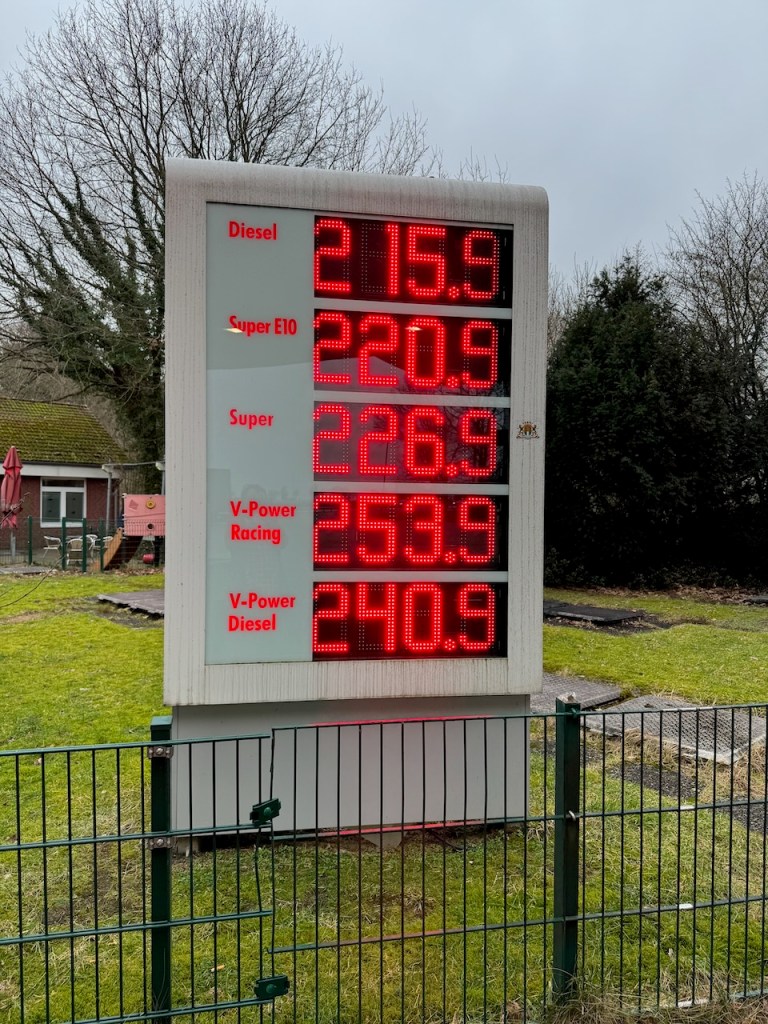 Diesel 215.9
Super E10 220.9
Super 226.9
V-Power
Racing 253.9
V-Power
Diesel 240.9